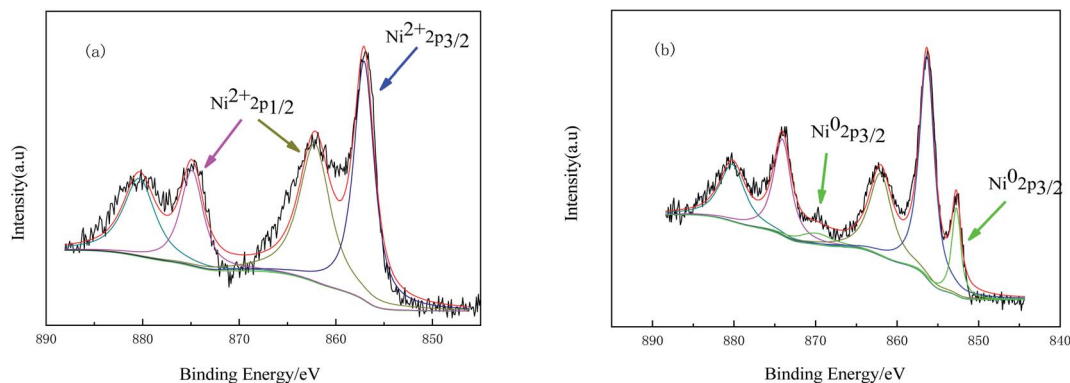 (a)
Ni2+2p3/2
Ni2+2p1/2
Intensity(a.u)
890 880 870 860 850
Binding Energy/eV
(b)
Ni02p3/2
Ni02p3/2
Intensity(a.u)
890 880 870 860 850 840
Binding Energy/eV